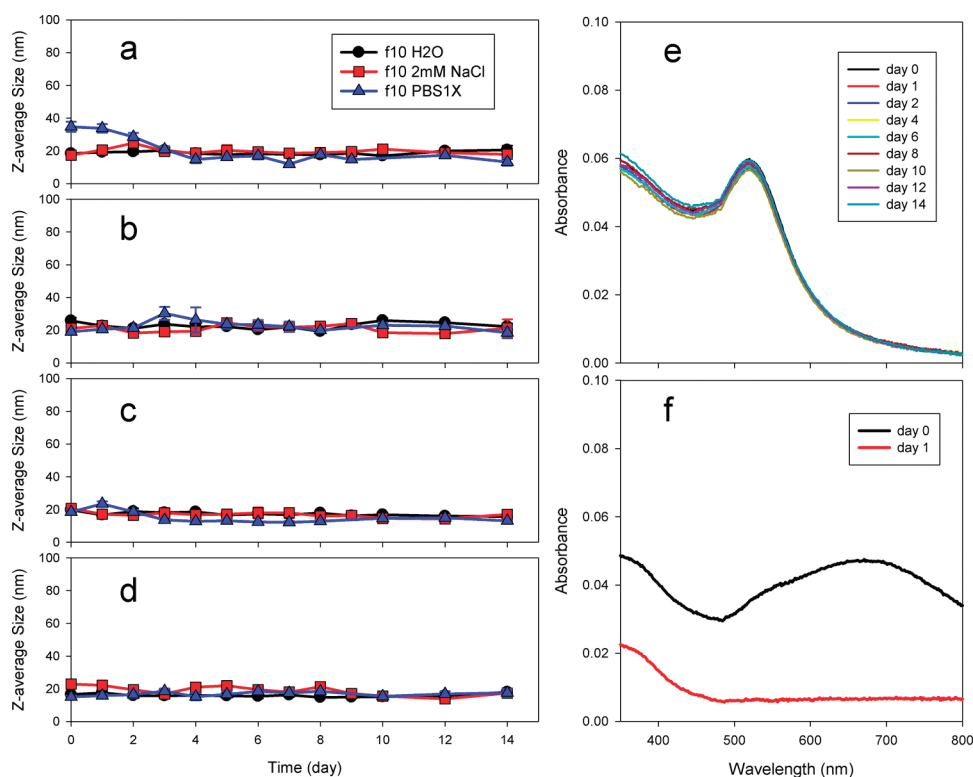 a
f10 H2O
f10 2mM NaCl
f10 PBS1X
Z-average Size (nm)
100
80
60
40
20
0
b
Z-average Size (nm)
100
80
60
40
20
0
c
Z-average Size (nm)
100
80
60
40
20
0
d
Z-average Size (nm)
100
80
60
40
20
0
0 2 4 6 8 10 12 14
Time (day)
e
day 0
day 1
day 2
day 4
day 6
day 8
day 10
day 12
day 14
Absorbance
0.10
0.08
0.06
0.04
0.02
0.00
f
day 0
day 1
Absorbance
0.10
0.08
0.06
0.04
0.02
0.00
400 500 600 700 800
Wavelength (nm)